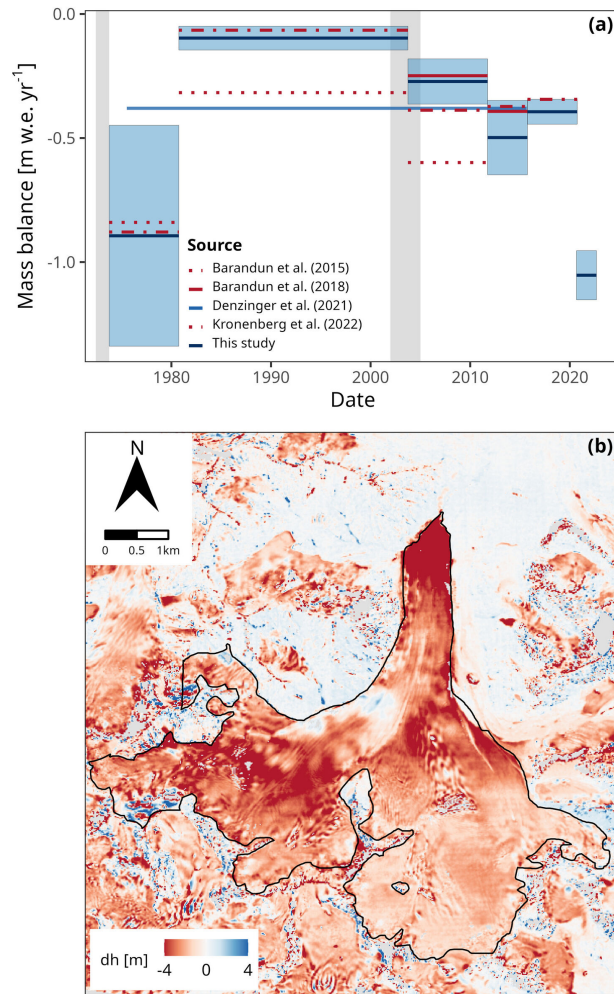 (a)
0.0
-0.5
-1.0
Mass balance [m w.e. yr⁻¹]
Source
Barandun et al. (2015)
Barandun et al. (2018)
Denzinger et al. (2021)
Kronenberg et al. (2022)
This study
1980 1990 2000 2010 2020
Date
(b)
N
0 0.5 1km
dh [m]
-4 0 4